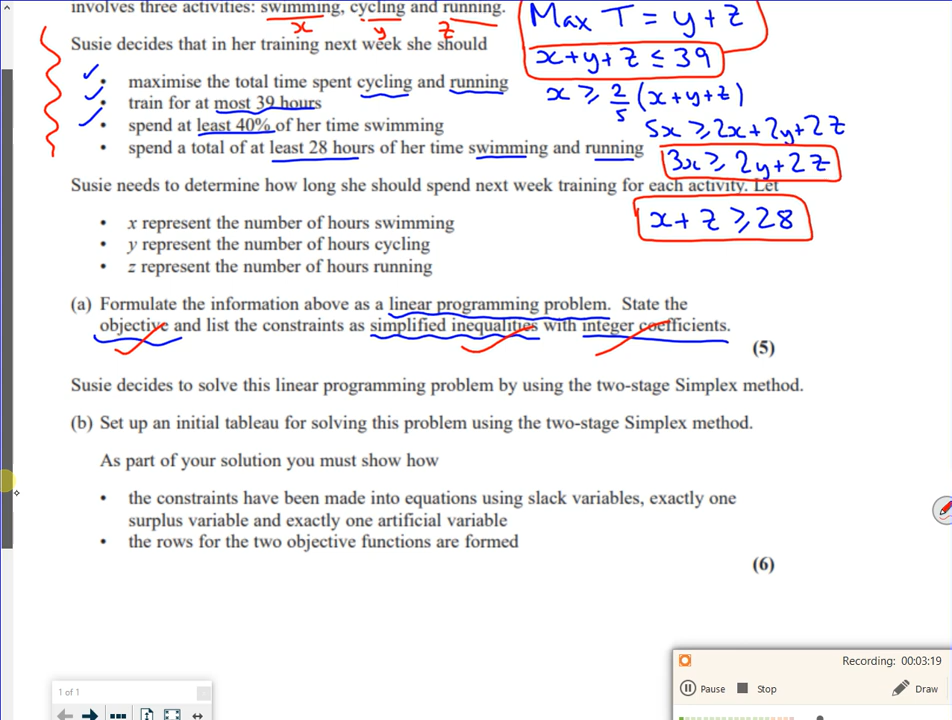 involves three activities: swimming, cycling and running.
x y z
Max T = y + z
x + y + z ≤ 39
x ≥ 2/5 (x + y + z)
5x ≥ 2x + 2y + 2z
3x ≥ 2y + 2z
x + z ≥ 28
Susie decides that in her training next week she should
• maximise the total time spent cycling and running
• train for at most 39 hours
• spend at least 40% of her time swimming
• spend a total of at least 28 hours of her time swimming and running
Susie needs to determine how long she should spend next week training for each activity. Let
• x represent the number of hours swimming
• y represent the number of hours cycling
• z represent the number of hours running
(a) Formulate the information above as a linear programming problem. State the
objective and list the constraints as simplified inequalities with integer coefficients.
(5)
Susie decides to solve this linear programming problem by using the two-stage Simplex method.
(b) Set up an initial tableau for solving this problem using the two-stage Simplex method.
As part of your solution you must show how
• the constraints have been made into equations using slack variables, exactly one
surplus variable and exactly one artificial variable
• the rows for the two objective functions are formed
(6)
Recording: 00:03:19
Pause Stop Draw
1 of 1